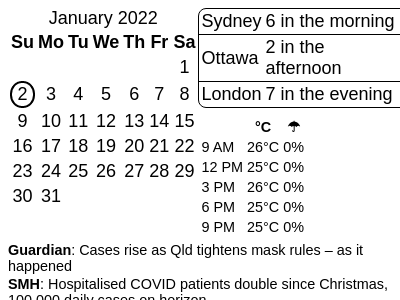 January 2022
Su Mo Tu We Th Fr Sa
1
2 3 4 5 6 7 8
9 10 11 12 13 14 15
16 17 18 19 20 21 22
23 24 25 26 27 28 29
30 31
Sydney 6 in the morning
Ottawa 2 in the
afternoon
London 7 in the evening
°C ☂
9 AM 26°C 0%
12 PM 25°C 0%
3 PM 26°C 0%
6 PM 25°C 0%
9 PM 25°C 0%
Guardian: Cases rise as Qld tightens mask rules – as it
happened
SMH: Hospitalised COVID patients double since Christmas,
100,000 daily cases on horizon